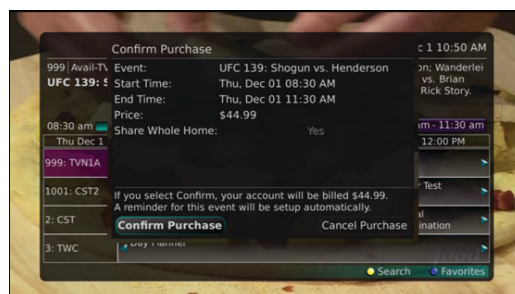 Confirm Purchase
c 1 10:50 AM
999 Avail-TV
Event: UFC 139: Shogun vs. Henderson
on; Wanderlei
UFC 139: S
Start Time: Thu, Dec 01 08:30 AM
vs. Brian
End Time: Thu, Dec 01 11:30 AM
Rick Story.
Price: $44.99
08:30 am
Share Whole Home: Yes
am - 11:30 am
Thu Dec 1
12:00 PM
999: TVN1A
1001: CST2
Test
If you select Confirm, your account will be billed $44.99.
A reminder for this event will be setup automatically.
2: CST
al
ination
Confirm Purchase
Cancel Purchase
3: TWC
Day Planner
food
Search
Favorites